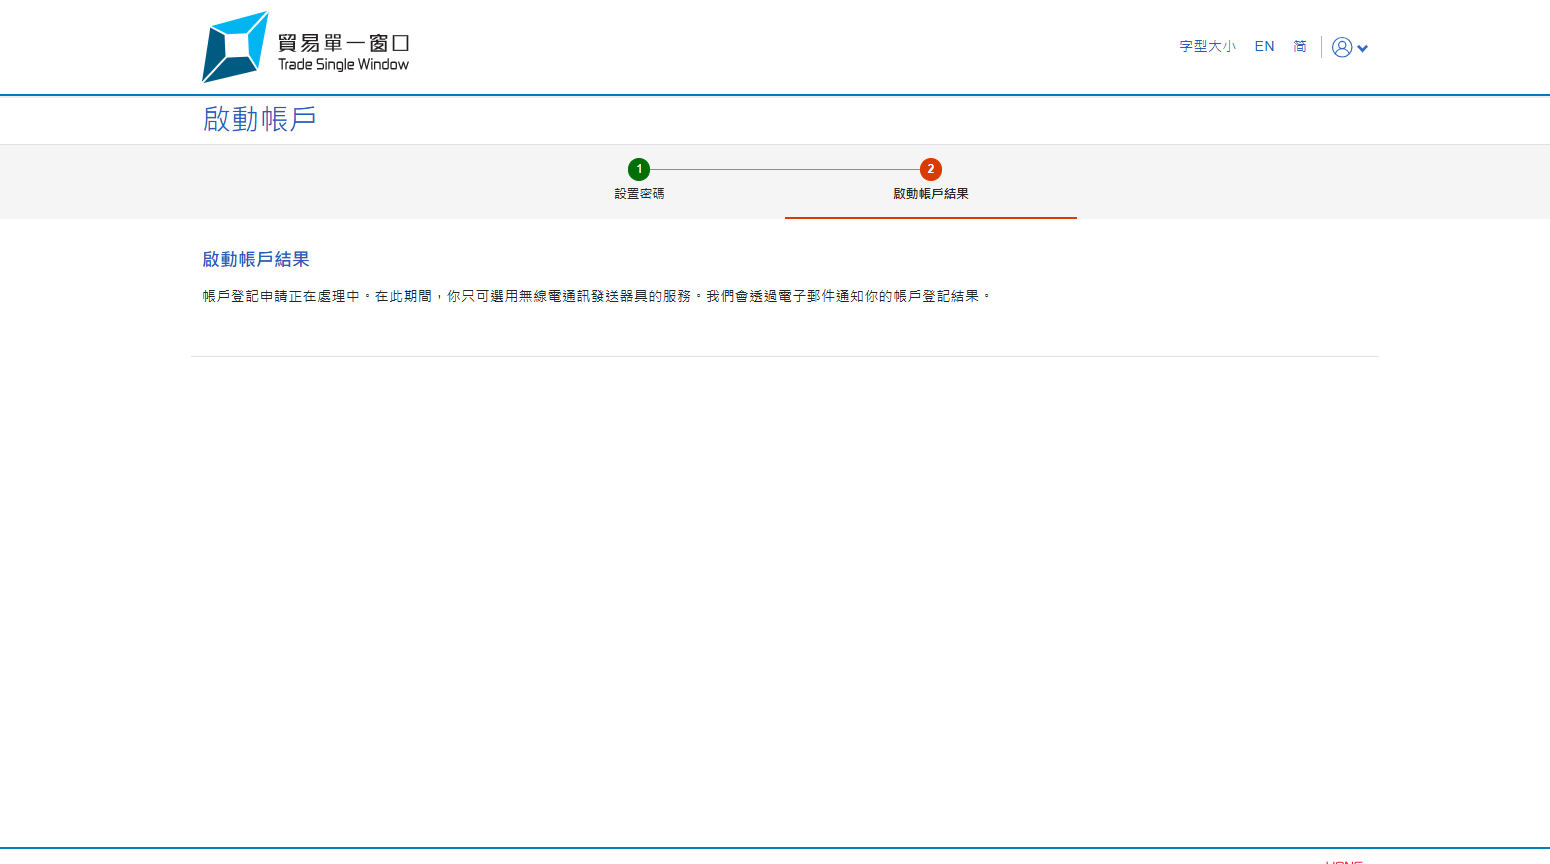 貿易單一窗口
Trade Single Window
字型大小 EN 简
啟動帳戶
1 2
設置密碼 啟動帳戶結果
啟動帳戶結果
帳戶登記申請正在處理中。在此期間，你只可選用無線電通訊發送器具的服務。我們會透過電子郵件通知你的帳戶登記結果。